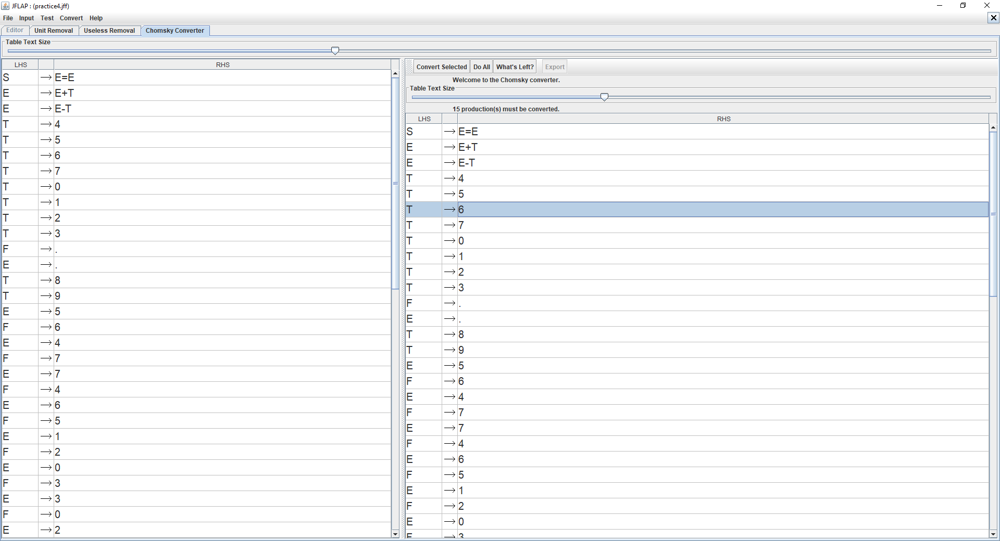 JFLAP : (practice4.jff)
File Input Test Convert Help
Editor Unit Removal Useless Removal Chomsky Converter
Table Text Size
LHS RHS
S → E=E
E → E+T
E → E-T
T → 4
T → 5
T → 6
T → 7
T → 0
T → 1
T → 2
T → 3
F → .
E → .
T → 8
T → 9
E → 5
F → 6
E → 4
F → 7
E → 7
F → 4
E → 6
F → 5
E → 1
F → 2
E → 0
F → 3
E → 3
F → 0
E → 2
Convert Selected Do All What's Left? Export
Welcome to the Chomsky converter.
Table Text Size
15 production(s) must be converted.
LHS RHS
S → E=E
E → E+T
E → E-T
T → 4
T → 5
T → 6
T → 7
T → 0
T → 1
T → 2
T → 3
F → .
E → .
T → 8
T → 9
E → 5
F → 6
E → 4
F → 7
E → 7
F → 4
E → 6
F → 5
E → 1
F → 2
E → 0
F → 3